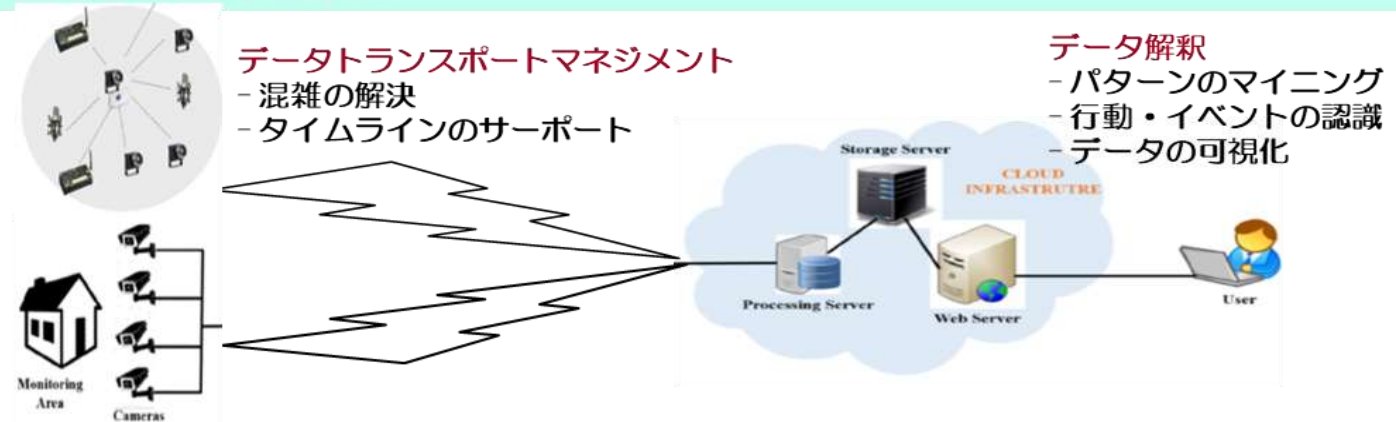 データトランスポートマネジメント
- 混雑の解決
- タイムラインのサーポート
データ解釈
- パターンのマイニング
- 行動・イベントの認識
- データの可視化
Storage Server
CLOUD
INFRASTRUTRE
Processing Server
Web Server
User
Monitoring
Area
Cameras